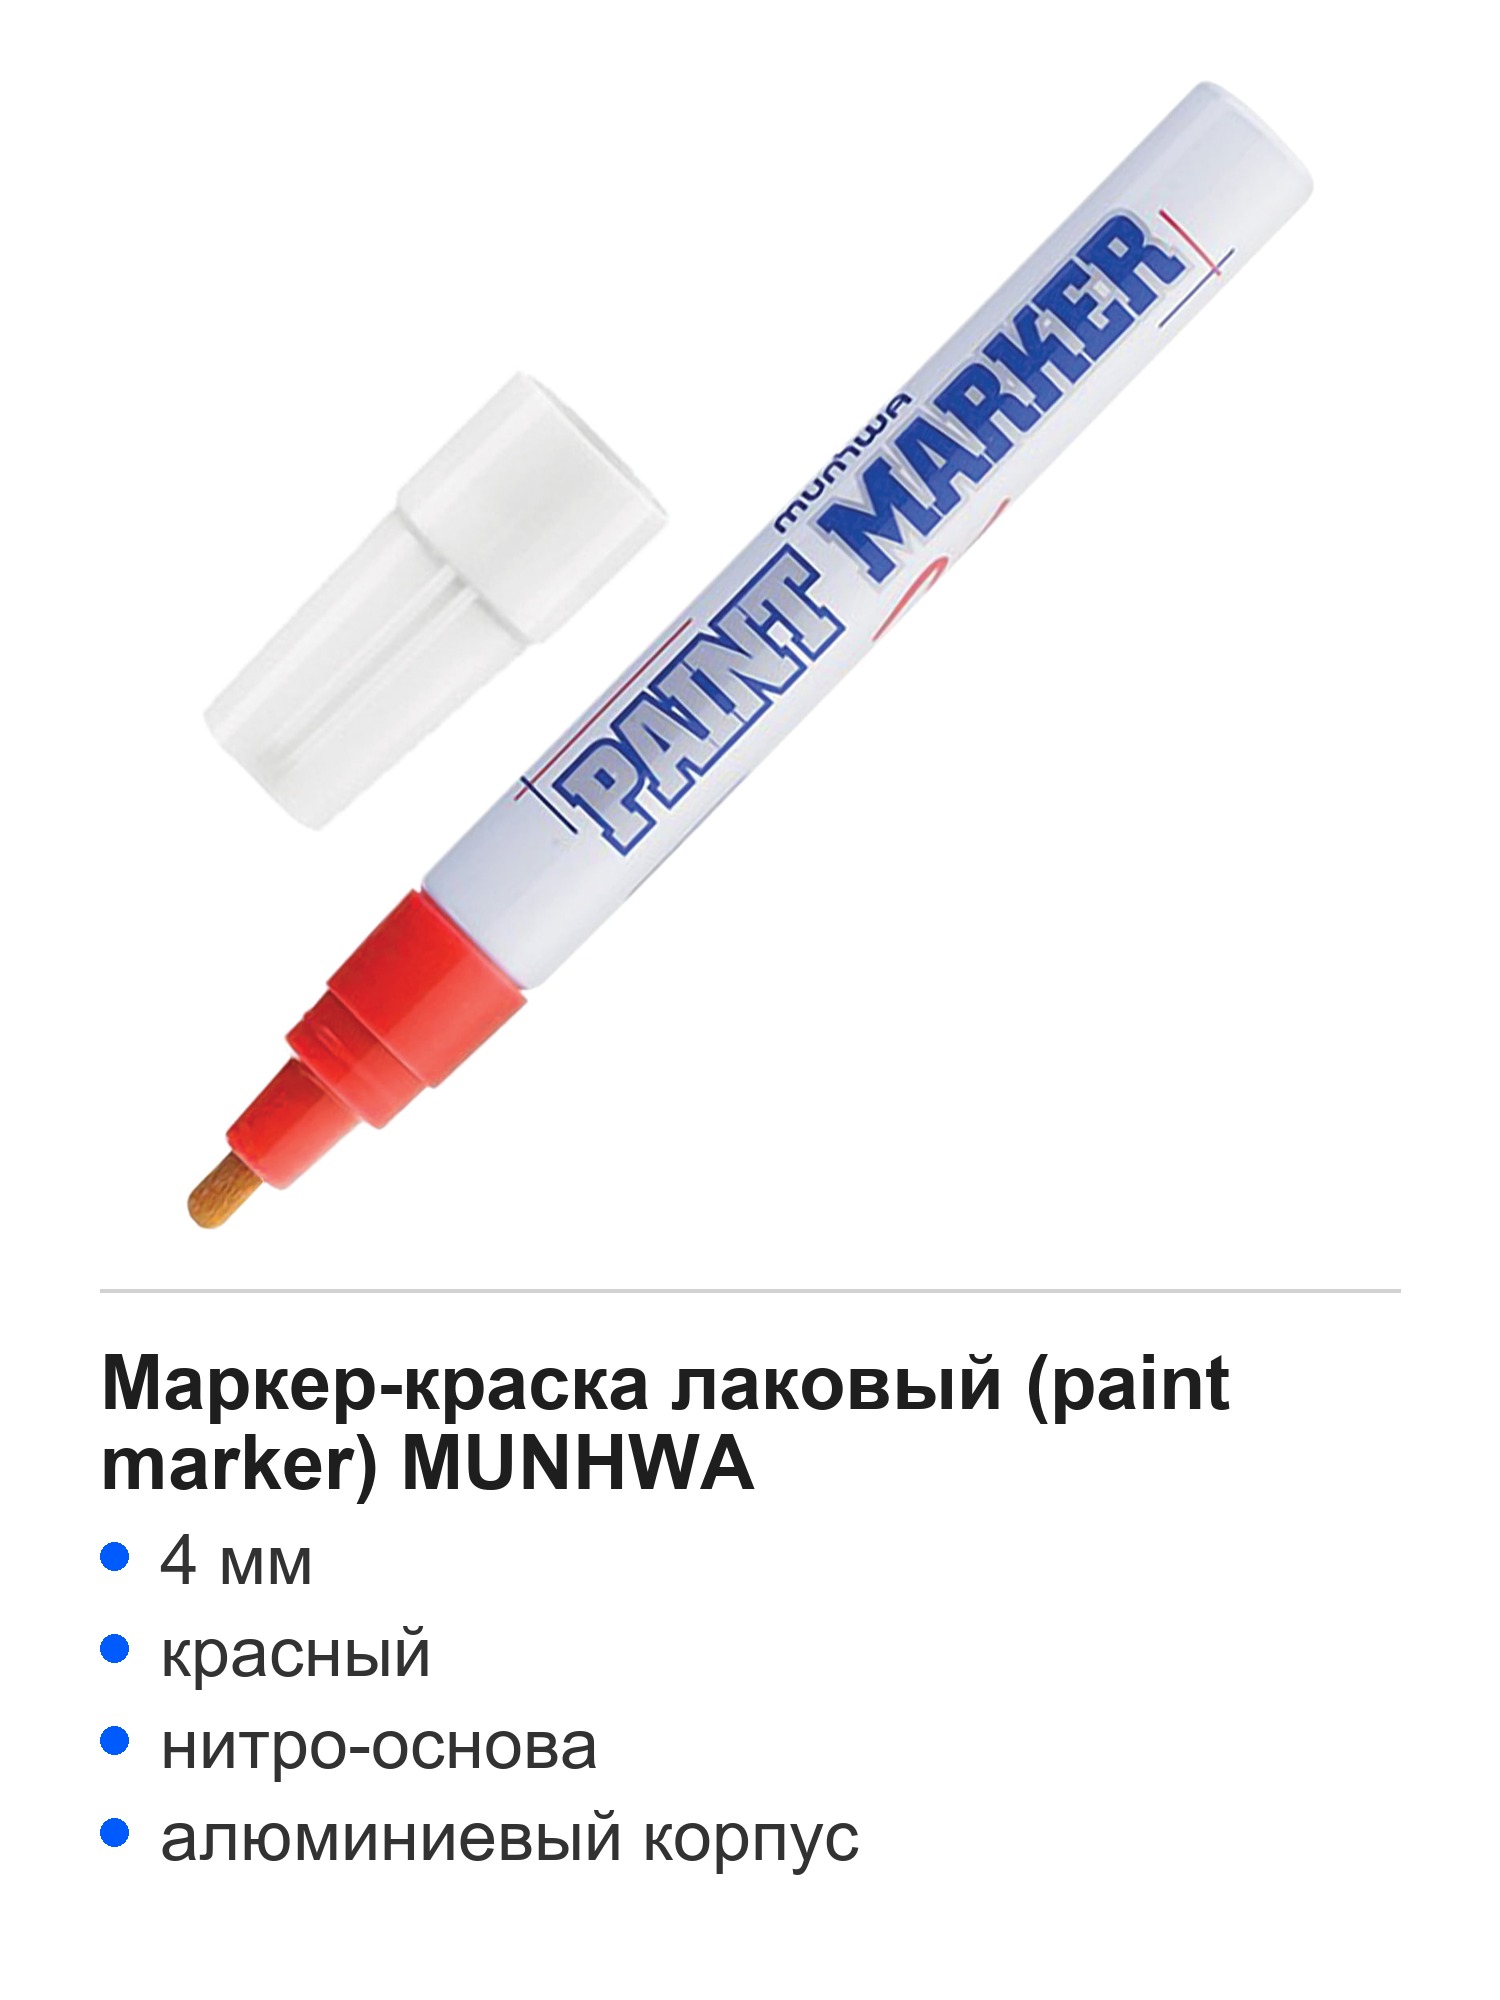 munhwa
PAINT MARKER
Маркер-краска лаковый (paint
marker) MUNHWA
4 мм
красный
нитро-основа
алюминиевый корпус